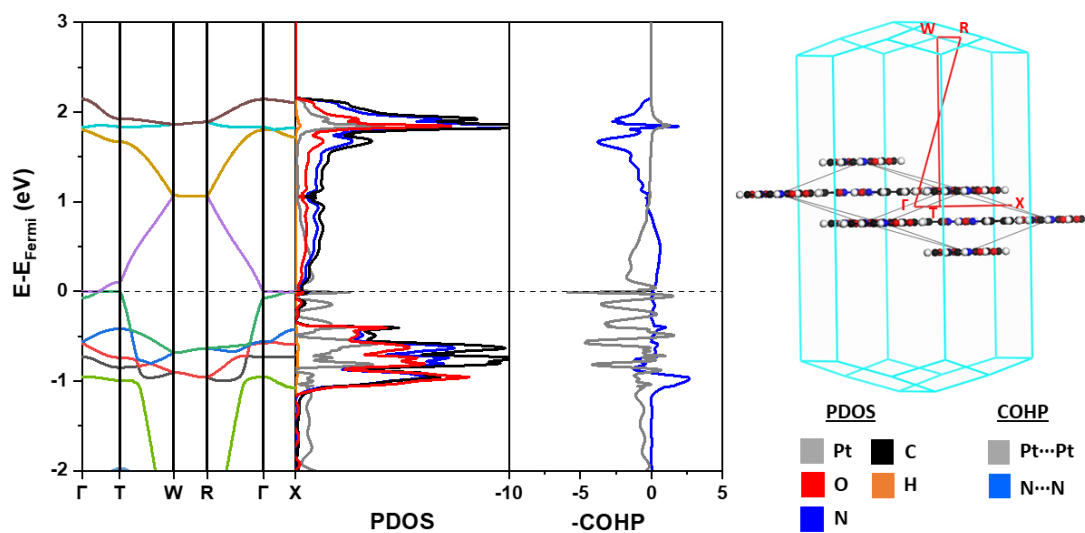 3
2
1
0
-1
-2
E-E_Fermi (eV)
Γ T W R Γ X
-10
PDOS
-5 0 5
-COHP
W R
Γ T X
PDOS
Pt C
O H
N
COHP
Pt···Pt
N···N